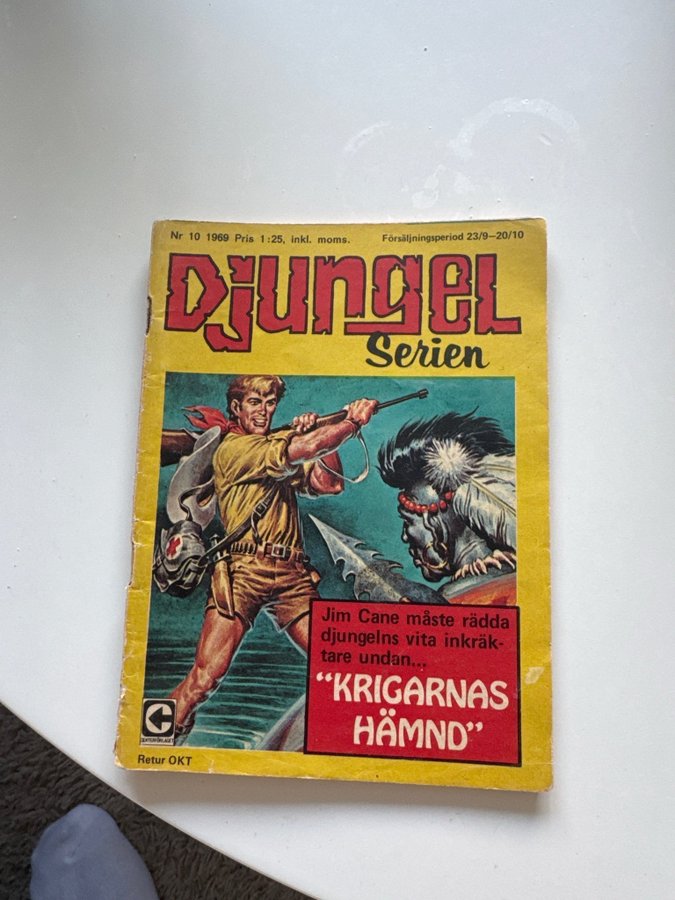 Nr 10 1969 Pris 1:25, inkl. moms. Försäljningsperiod 23/9–20/10
Djungel
Serien
Jim Cane måste rädda
djungelns vita inkräk-
tare undan...
“KRIGARNAS
HÄMND”
CENTERFÖRLAGET
Retur OKT